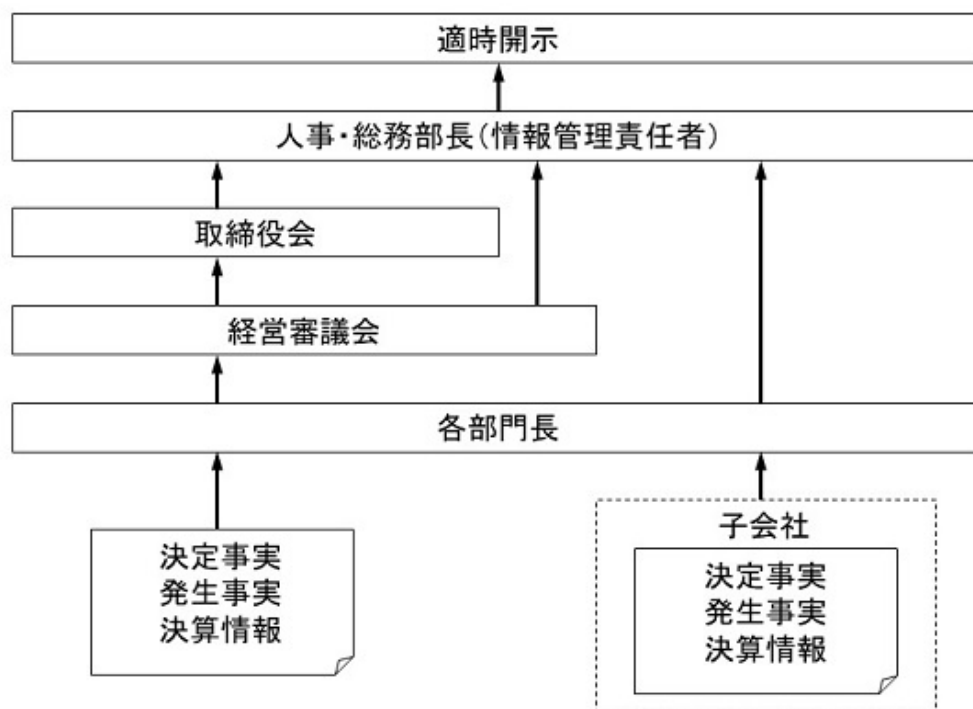 適時開示
人事・総務部長(情報管理責任者)
取締役会
経営審議会
各部門長
決定事実
発生事実
決算情報
子会社
決定事実
発生事実
決算情報